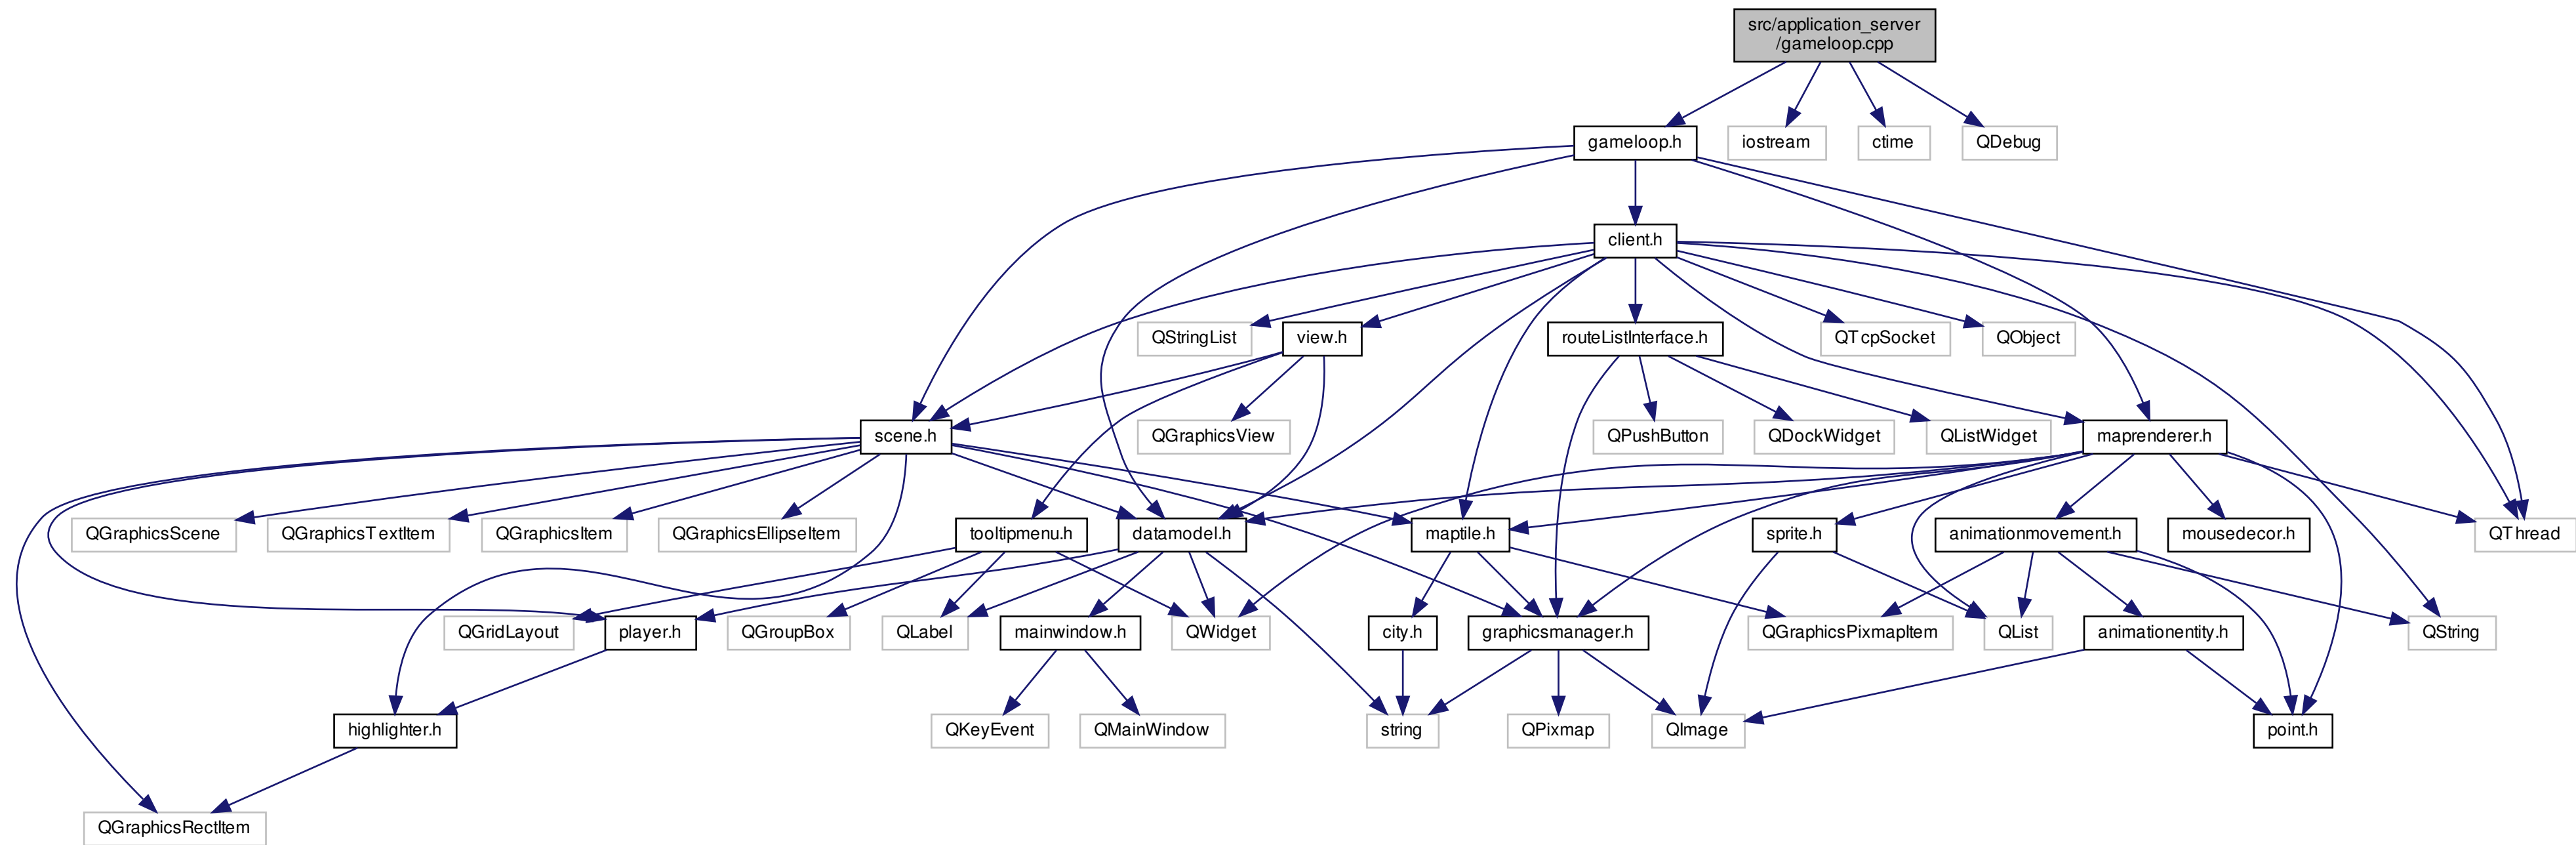 src/application_server
/gameloop.cpp
gameloop.h
iostream
ctime
QDebug
client.h
QStringList
view.h
routeListInterface.h
QTcpSocket
QObject
scene.h
QGraphicsView
QPushButton
QDockWidget
QListWidget
maprenderer.h
QGraphicsScene
QGraphicsTextItem
QGraphicsItem
QGraphicsEllipseItem
tooltipmenu.h
datamodel.h
maptile.h
sprite.h
animationmovement.h
mousedecor.h
QThread
QGridLayout
player.h
QGroupBox
QLabel
mainwindow.h
QWidget
city.h
graphicsmanager.h
QGraphicsPixmapItem
QList
animationentity.h
QString
highlighter.h
QKeyEvent
QMainWindow
string
QPixmap
QImage
point.h
QGraphicsRectItem